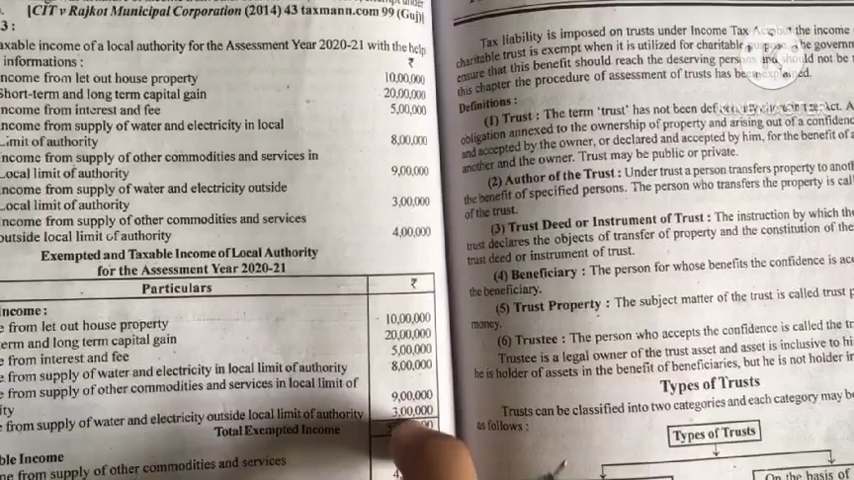 [CIT v Rajkot Municipal Corporation (2014) 43 taxmann.com 99 (Guj)]
3 :
axable income of a local authority for the Assessment Year 2020-21 with the help
informations :
₹
ncome from let out house property 10,00,000
Short-term and long term capital gain 20,00,000
ncome from interest and fee 5,00,000
ncome from supply of water and electricity in local
Limit of authority 8,00,000
ncome from supply of other commodities and services in
Local limit of authority 9,00,000
ncome from supply of water and electricity outside
Local limit of authority 3,00,000
ncome from supply of other commodities and services
outside local limit of authority 4,00,000
Exempted and Taxable Income of Local Authority
for the Assessment Year 2020-21
Particulars ₹
ncome :
e from let out house property 10,00,000
term and long term capital gain 20,00,000
e from interest and fee 5,00,000
e from supply of water and electricity in local limit of authority 8,00,000
e from supply of other commodities and services in local limit of
ity 9,00,000
e from supply of water and electricity outside local limit of authority 3,00,000
Total Exempted Income
ble Income
ne from supply of other commodities and services
Tax liability is imposed on trusts under Income Tax Act but the income
charitable trust is exempt when it is utilized for charitable The governm
ensure that this benefit should reach the deserving persons and should not be
this chapter the procedure of assessment of trusts has been explained.
Definitions :
(1) Trust : The term 'trust' has not been Act. A
obligation annexed to the ownership of property and arising out of a confidenc
and accepted by the owner, or declared and accepted by him, for the benefit of a
another and the owner. Trust may be public or private.
(2) Author of the Trust : Under trust a person transfers property to anoth
the benefit of specified persons. The person who transfers the property is call
of the trust.
(3) Trust Deed or Instrument of Trust : The instruction by which the
trust declares the objects of transfer of property and the constitution of the
trust deed or instrument of trust.
(4) Beneficiary : The person for whose benefits the confidence is acc
the beneficiary.
(5) Trust Property : The subject matter of the trust is called trust p
money.
(6) Trustee : The person who accepts the confidence is called the tr
Trustee is a legal owner of the trust asset and asset is inclusive to hi
he is holder of assets in the benefit of beneficiaries, but he is not holder in
Types of Trusts
Trusts can be classified into two categories and each category may be
as follows :
Types of Trusts
On the basis of